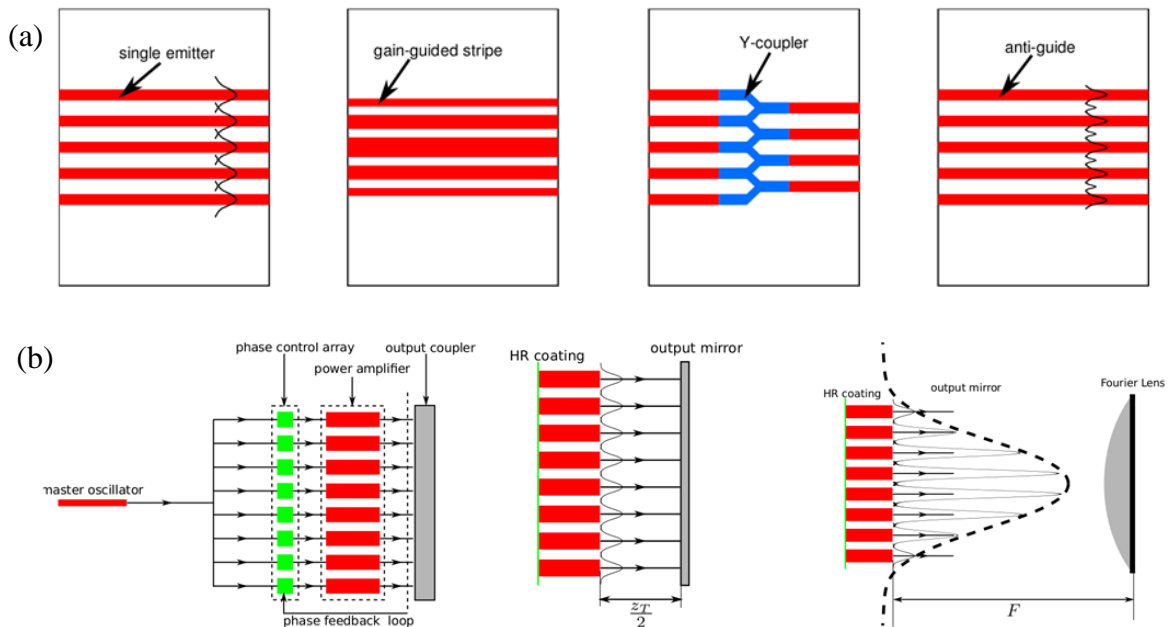 (a)
single emitter
gain-guided stripe
Y-coupler
anti-guide
(b)
phase control array
output coupler
power amplifier
master oscillator
phase feedback loop
HR coating
output mirror
z_T/2
HR coating
output mirror
Fourier Lens
F